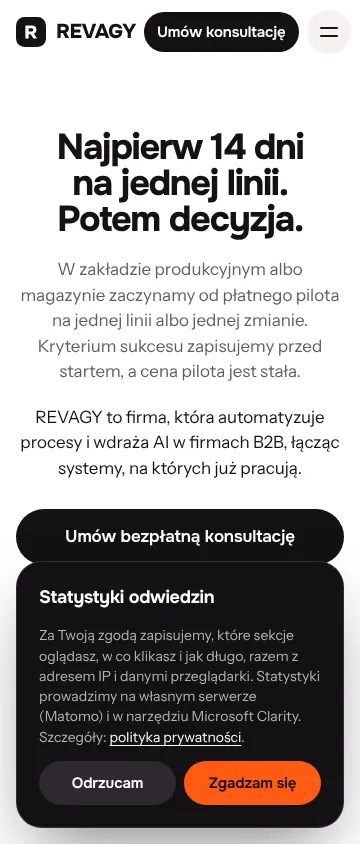 R REVAGY
Umów konsultację
Najpierw 14 dni
na jednej linii.
Potem decyzja.
W zakładzie produkcyjnym albo
magazynie zaczynamy od płatnego pilota
na jednej linii albo jednej zmianie.
Kryterium sukcesu zapisujemy przed
startem, a cena pilota jest stała.
REVAGY to firma, która automatyzuje
procesy i wdraża AI w firmach B2B, łącząc
systemy, na których już pracują.
Umów bezpłatną konsultację
Statystyki odwiedzin
Za Twoją zgodą zapisujemy, które sekcje
oglądasz, w co klikasz i jak długo, razem z
adresem IP i danymi przeglądarki. Statystyki
prowadzimy na własnym serwerze
(Matomo) i w narzędziu Microsoft Clarity.
Szczegóły: polityka prywatności.
Odrzucam
Zgadzam się